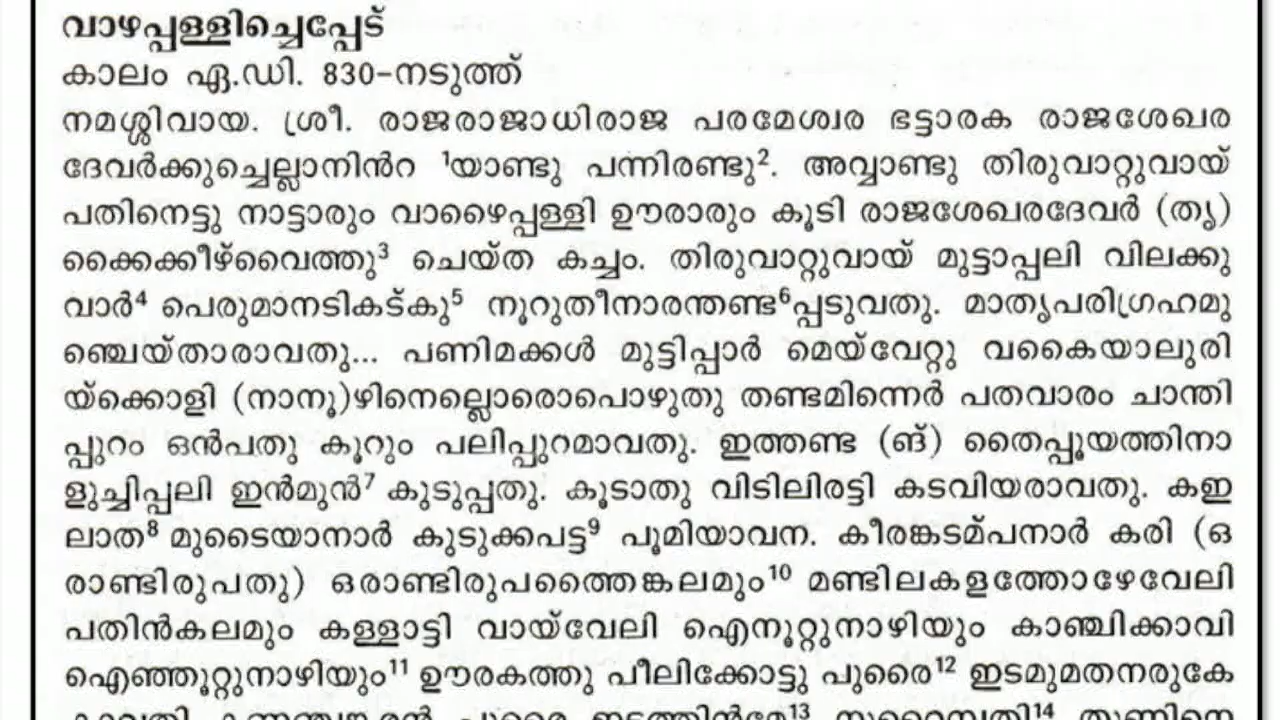 വാഴപ്പള്ളിച്ചെപ്പേട്
കാലം ഏ.ഡി. 830-നടുത്ത്
നമശ്ശിവായ. ശ്രീ. രാജരാജാധിരാജ പരമേശ്വര ഭട്ടാരക രാജശേഖര
ദേവർക്കുച്ചെല്ലാനിൻറ ¹യാണ്ടു പന്നിരണ്ടു². അവ്വാണ്ടു തിരുവാറ്റുവായ്
പതിനെട്ടു നാട്ടാരും വാഴൈപ്പള്ളി ഊരാരും കൂടി രാജശേഖരദേവർ (തൃ)
ക്കൈക്കീഴ്‌വൈത്തു³ ചെയ്ത കച്ചം. തിരുവാറ്റുവായ് മുട്ടാപ്പലി വിലക്കു
വാർ⁴ പെരുമാനടികട്കു⁵ നൂറുതീനാരന്തണ്ട⁶പ്പടുവതു. മാതൃപരിഗ്രഹമു
ഞ്ചെയ്താരാവതു... പണിമക്കൾ മുട്ടിപ്പാർ മെയ്‌വേറ്റു വകൈയാലുരി
യ്ക്കൊളി (നാനൂ)ഴിനെല്ലൊരൊപൊഴുതു തണ്ടമിന്നെർ പതവാരം ചാന്തി
പ്പുറം ഒൻപതു കൂറും പലിപ്പുറമാവതു. ഇത്തണ്ട (ങ്) തൈപ്പൂയത്തിനാ
ളുച്ചിപ്പലി ഇൻമുൻ⁷ കുടുപ്പതു. കൂടാതു വിടിലിരട്ടി കടവിയരാവതു. കഇ
ലാത⁸ മുടൈയാനാർ കുടുക്കപട്ട⁹ പൂമിയാവന. കീരങ്കടമ്പനാർ കരി (ഒ
രാണ്ടിരുപതു) ഒരാണ്ടിരുപത്തൈങ്കലമും¹⁰ മണ്ടിലകളത്തോഴേവേലി
പതിൻകലമും കള്ളാട്ടി വായ്‌വേലി ഐനൂറ്റുനാഴിയും കാഞ്ചിക്കാവി
ഐഞ്ഞൂറ്റുനാഴിയും¹¹ ഊരകത്തു പീലിക്കോട്ടു പുരൈ¹² ഇടമുമതനരുകേ